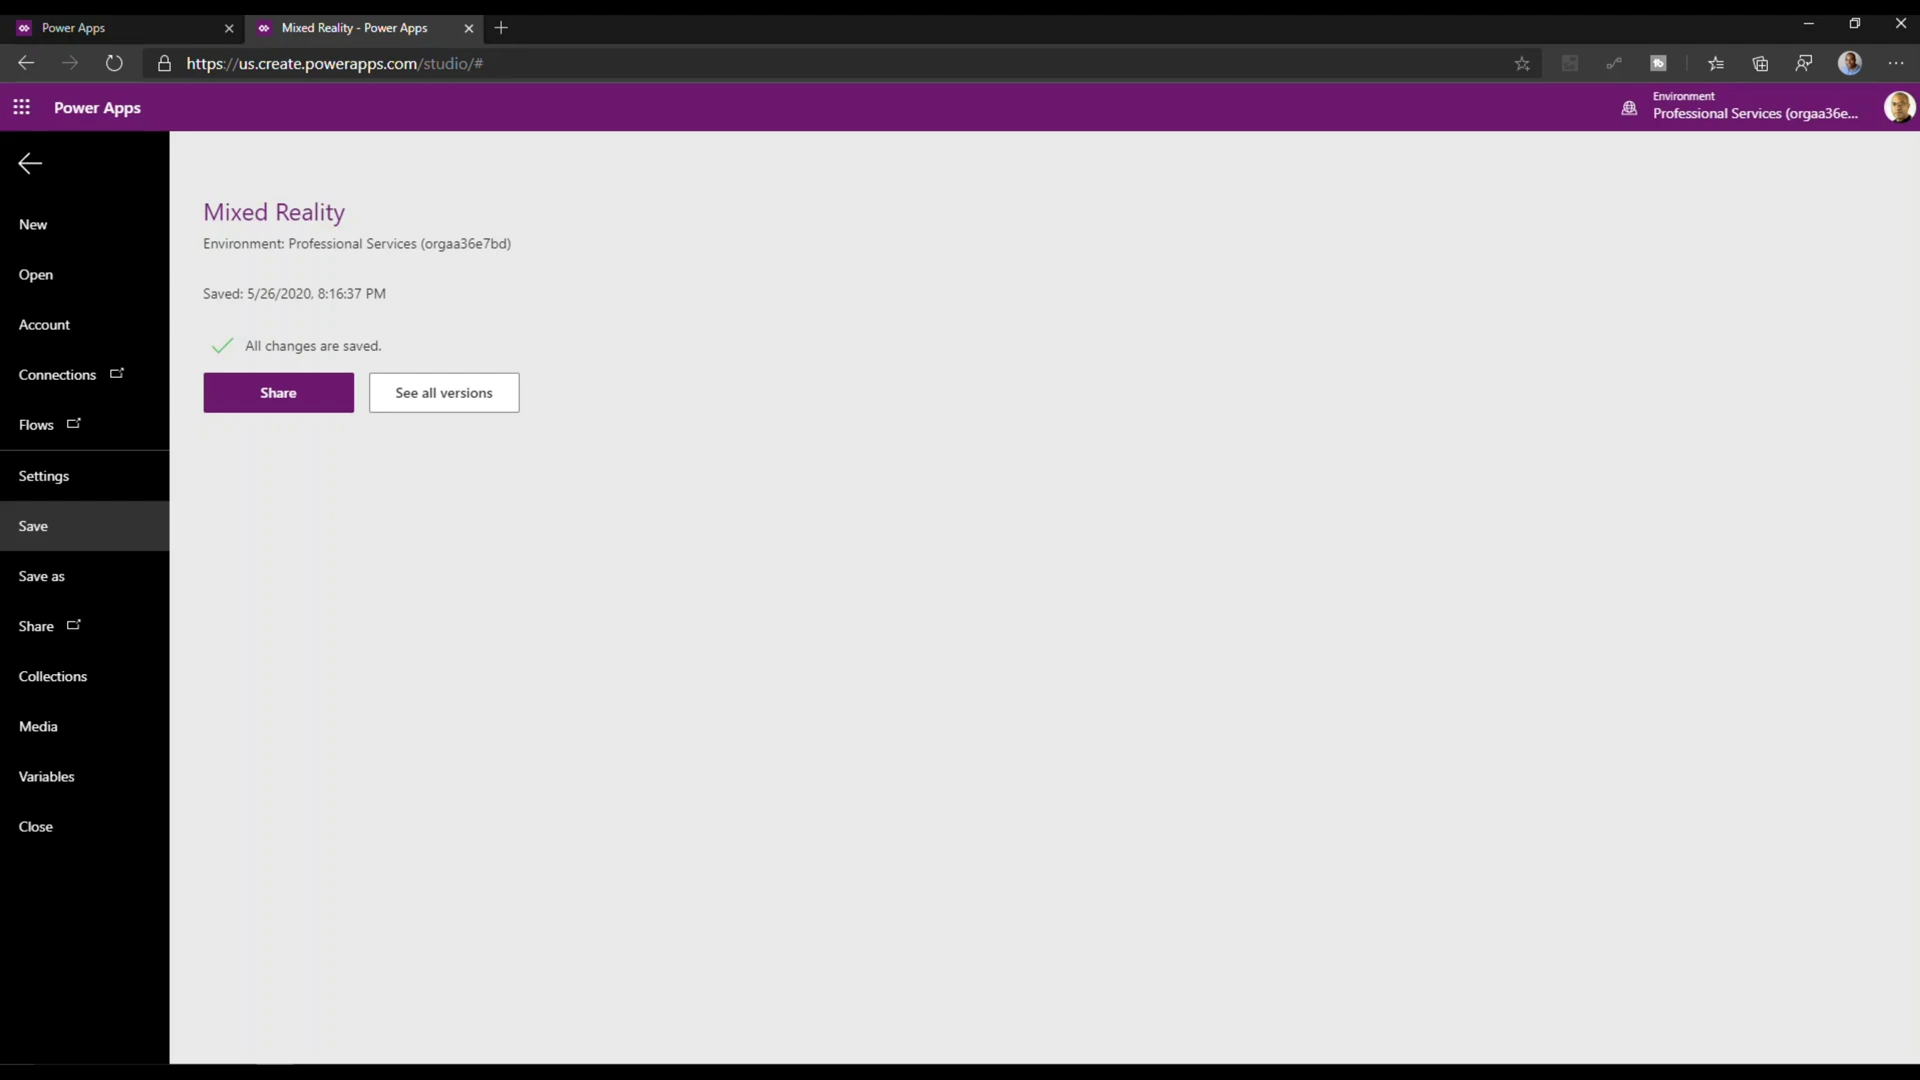 Power Apps
Mixed Reality - Power Apps
https://us.create.powerapps.com/studio/#
Power Apps
Environment
Professional Services (orgaa36e...
New
Open
Account
Connections
Flows
Settings
Save
Save as
Share
Collections
Media
Variables
Close
Mixed Reality
Environment: Professional Services (orgaa36e7bd)
Saved: 5/26/2020, 8:16:37 PM
All changes are saved.
Share
See all versions